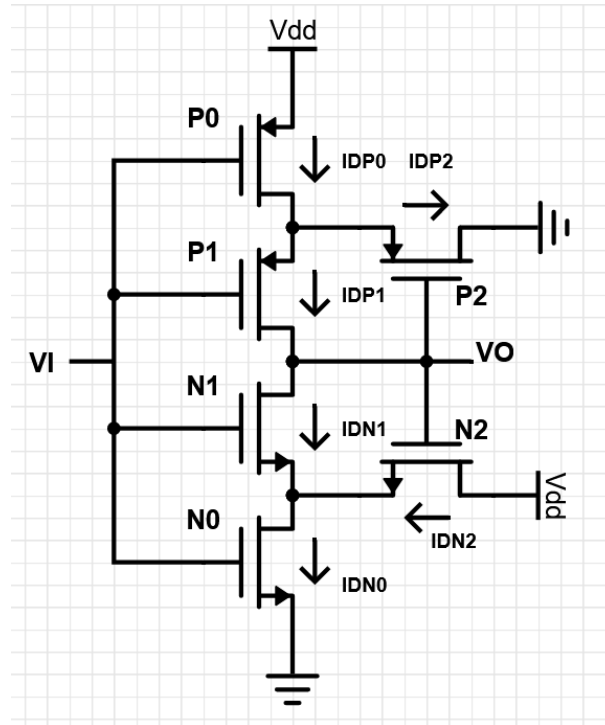 Vdd
P0
IDP0
IDP2
P1
IDP1
P2
VI
VO
N1
IDN1
N2
Vdd
N0
IDN2
IDN0